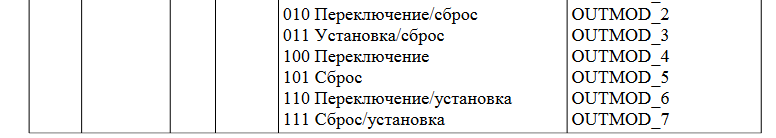 010 Переключение/сброс OUTMOD_2
011 Установка/сброс OUTMOD_3
100 Переключение OUTMOD_4
101 Сброс OUTMOD_5
110 Переключение/установка OUTMOD_6
111 Сброс/установка OUTMOD_7